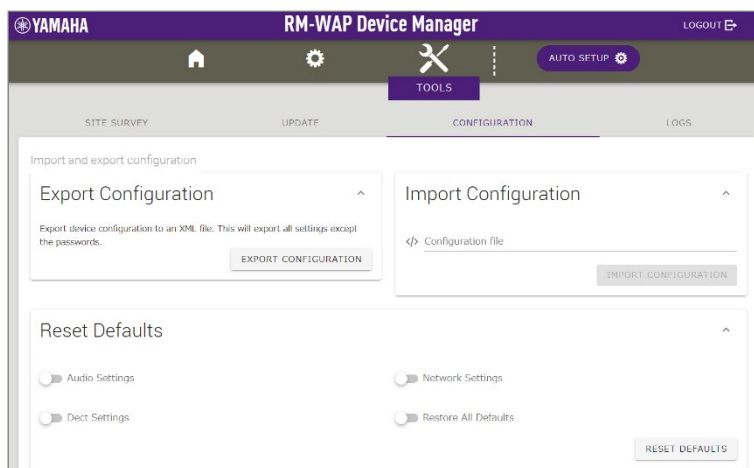 YAMAHA
RM-WAP Device Manager
LOGOUT
AUTO SETUP
TOOLS
SITE SURVEY
UPDATE
CONFIGURATION
LOGS
Import and export configuration
Export Configuration
Export device configuration to an XML file. This will export all settings except
the passwords.
EXPORT CONFIGURATION
Import Configuration
</> Configuration file
IMPORT CONFIGURATION
Reset Defaults
Audio Settings
Network Settings
Dect Settings
Restore All Defaults
RESET DEFAULTS